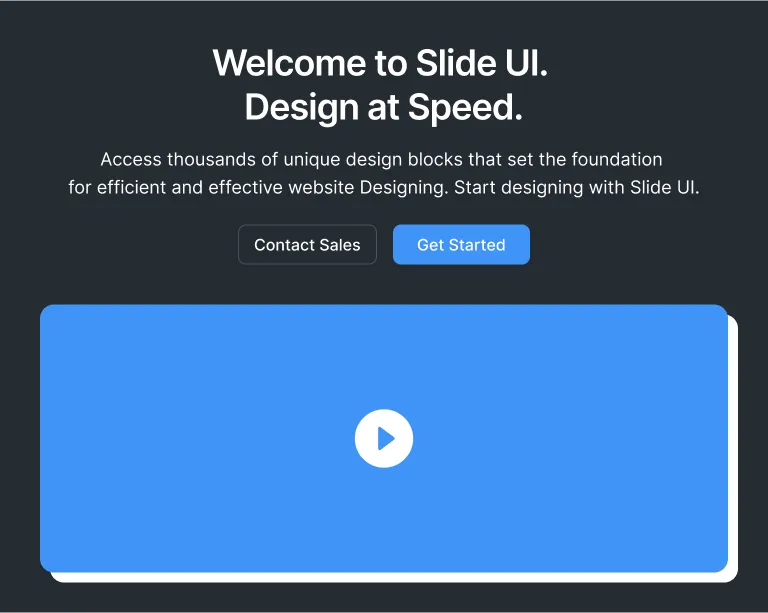 Welcome to Slide UI.
Design at Speed.
Access thousands of unique design blocks that set the foundation
for efficient and effective website Designing. Start designing with Slide UI.
Contact Sales
Get Started